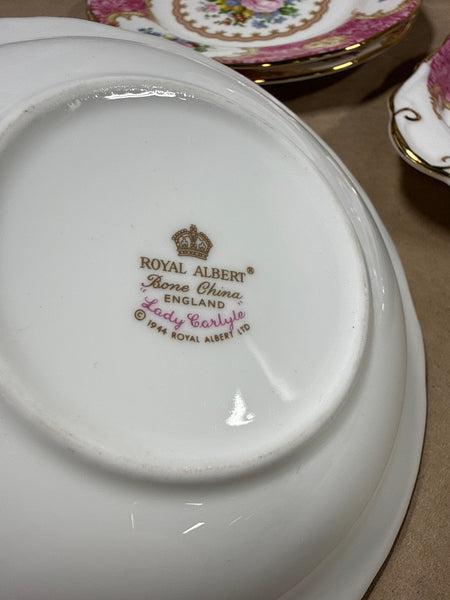 ROYAL ALBERT®
Bone China
ENGLAND
"Lady Carlyle"
© 1944 ROYAL ALBERT LTD